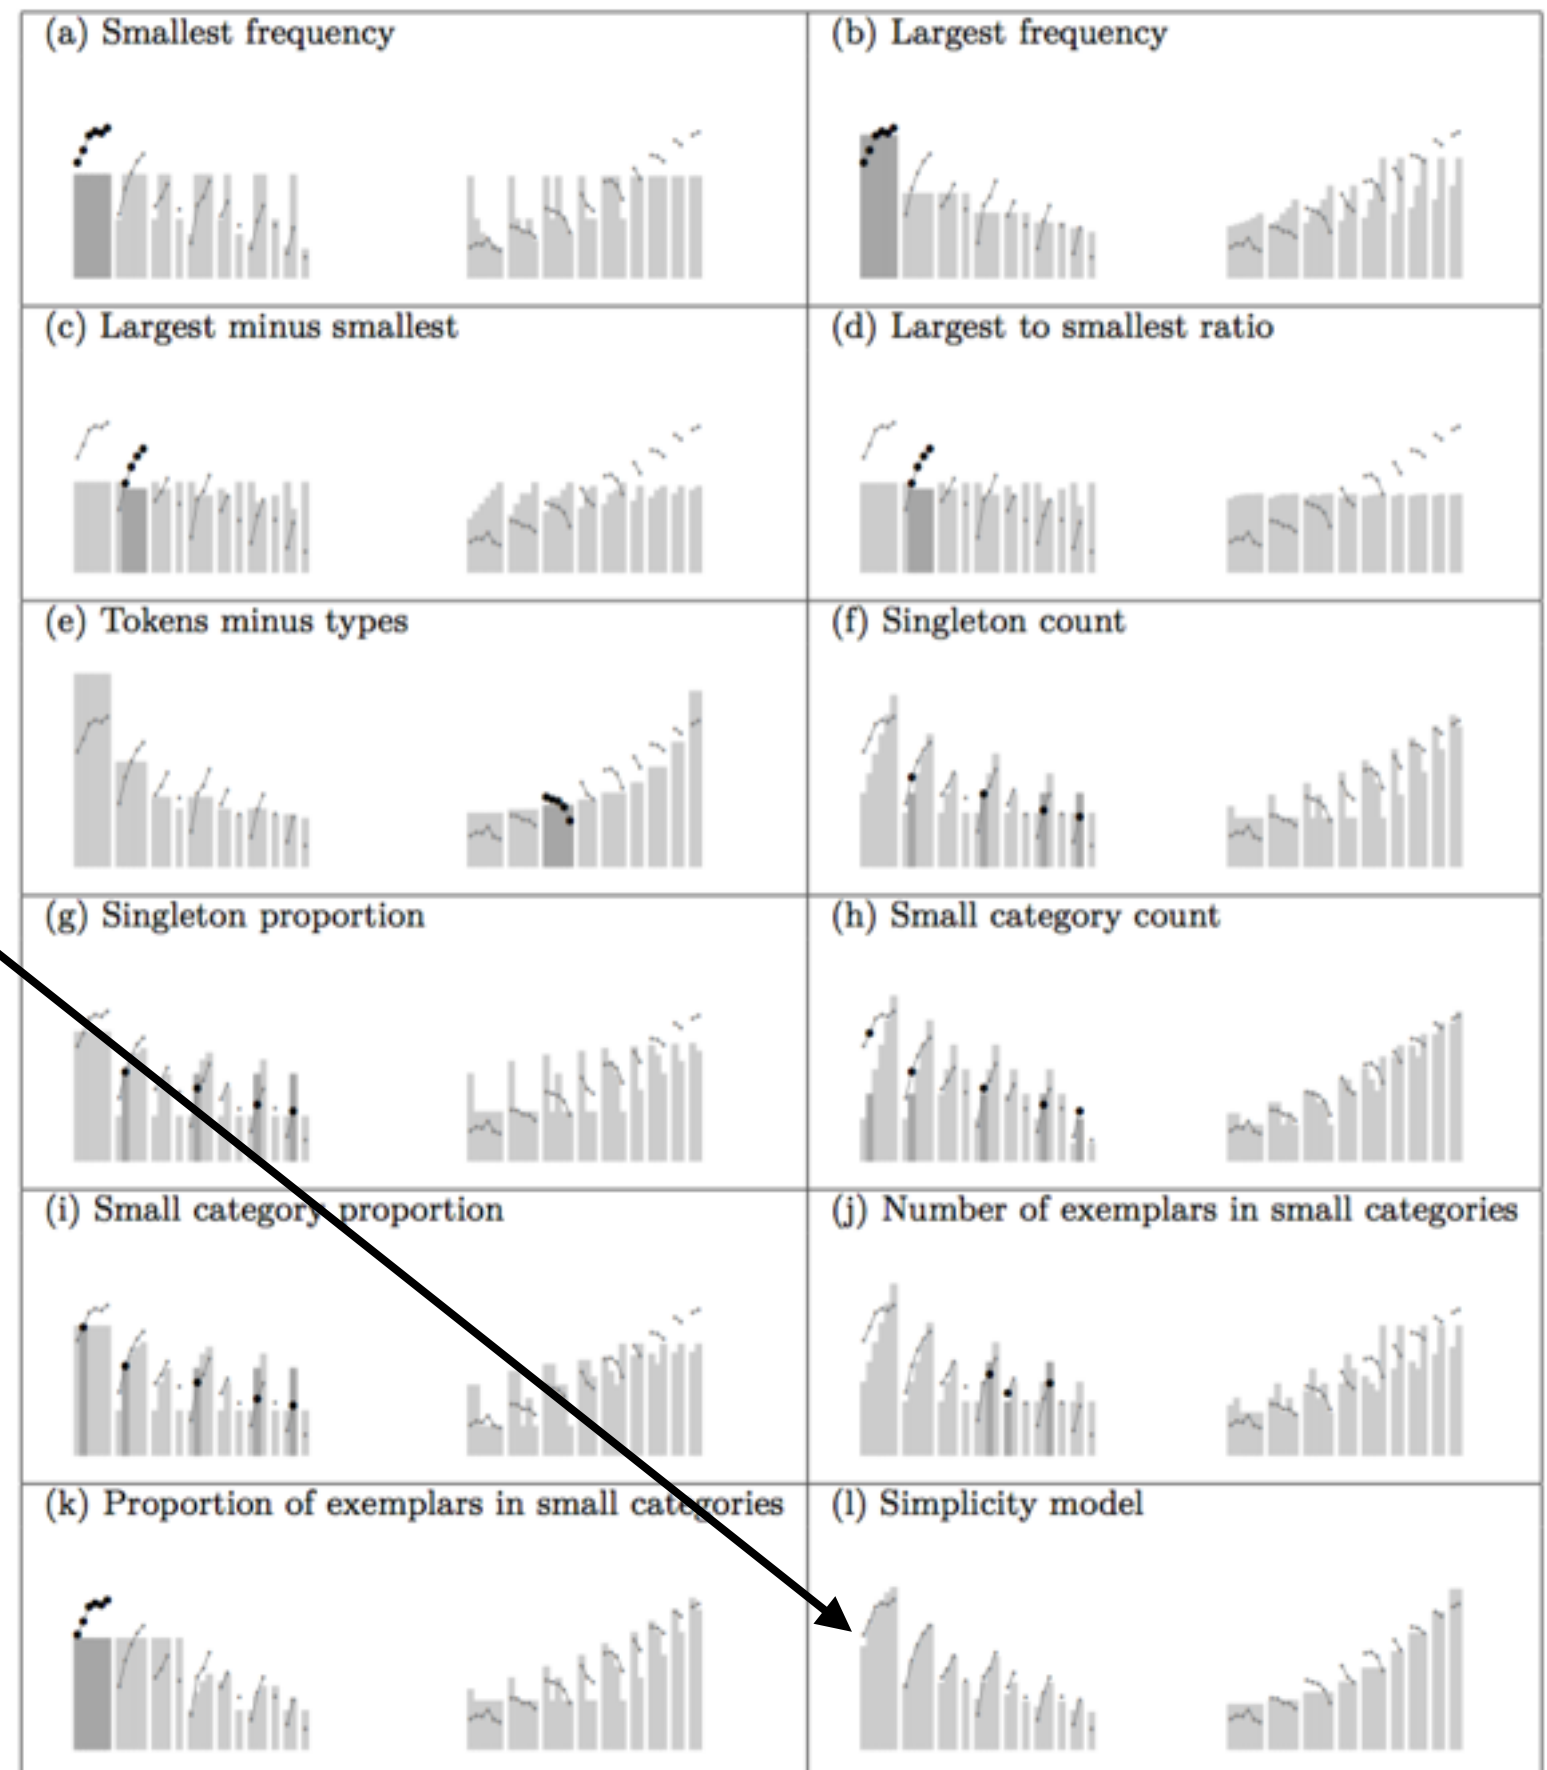 (a) Smallest frequency
(b) Largest frequency
(c) Largest minus smallest
(d) Largest to smallest ratio
(e) Tokens minus types
(f) Singleton count
(g) Singleton proportion
(h) Small category count
(i) Small category proportion
(j) Number of exemplars in small categories
(k) Proportion of exemplars in small categories
(l) Simplicity model